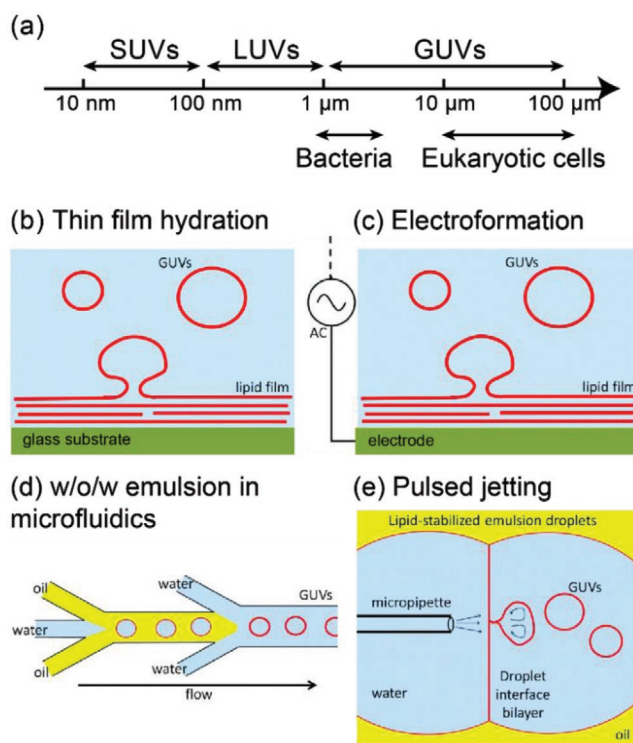 (a)
SUVs LUVs GUVs
10 nm 100 nm 1 µm 10 µm 100 µm
Bacteria Eukaryotic cells
(b) Thin film hydration
GUVs
lipid film
glass substrate
(c) Electroformation
AC
GUVs
lipid film
electrode
(d) w/o/w emulsion in
microfluidics
oil
water
GUVs
water
oil
water
flow
(e) Pulsed jetting
Lipid-stabilized emulsion droplets
GUVs
micropipette
Droplet
interface
bilayer
water
oil